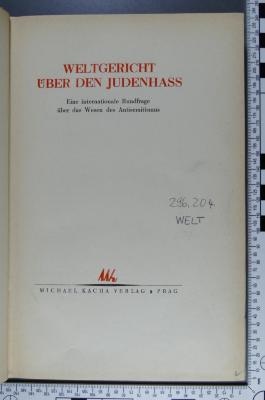 WELTGERICHT
ÜBER DEN JUDENHASS
Eine internationale Rundfrage
über das Wesen des Antisemitismus
296.204
WELT
MICHAEL KACHA VERLAG PRAG